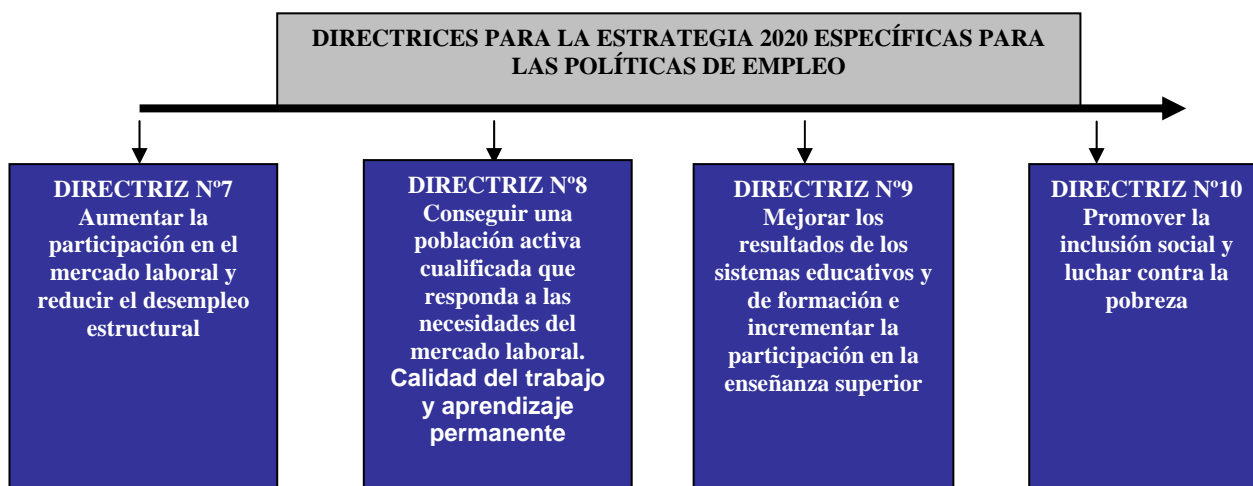 DIRECTRICES PARA LA ESTRATEGIA 2020 ESPECÍFICAS PARA
LAS POLÍTICAS DE EMPLEO
DIRECTRIZ Nº7
Aumentar la
participación en el
mercado laboral y
reducir el desempleo
estructural
DIRECTRIZ Nº8
Conseguir una
población activa
cualificada que
responda a las
necesidades del
mercado laboral.
Calidad del trabajo
y aprendizaje
permanente
DIRECTRIZ Nº9
Mejorar los
resultados de los
sistemas educativos y
de formación e
incrementar la
participación en la
enseñanza superior
DIRECTRIZ Nº10
Promover la
inclusión social y
luchar contra la
pobreza